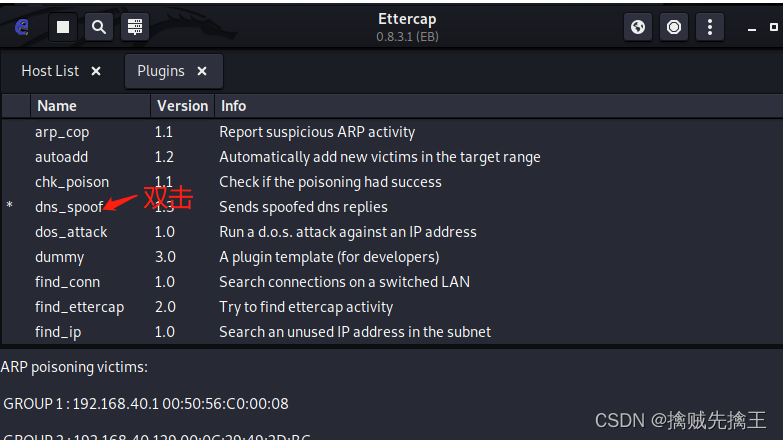 Ettercap
0.8.3.1 (EB)
Host List × Plugins ×
Name Version Info
arp_cop 1.1 Report suspicious ARP activity
autoadd 1.2 Automatically add new victims in the target range
chk_poison 1.1 Check if the poisoning had success
* dns_spoof 1.3 Sends spoofed dns replies
双击
dos_attack 1.0 Run a d.o.s. attack against an IP address
dummy 3.0 A plugin template (for developers)
find_conn 1.0 Search connections on a switched LAN
find_ettercap 2.0 Try to find ettercap activity
find_ip 1.0 Search an unused IP address in the subnet
ARP poisoning victims:
GROUP 1 : 192.168.40.1 00:50:56:C0:00:08
GROUP 2 : 192.168.40.129 00:0C:29:49:2D:BC
CSDN @擒贼先擒王